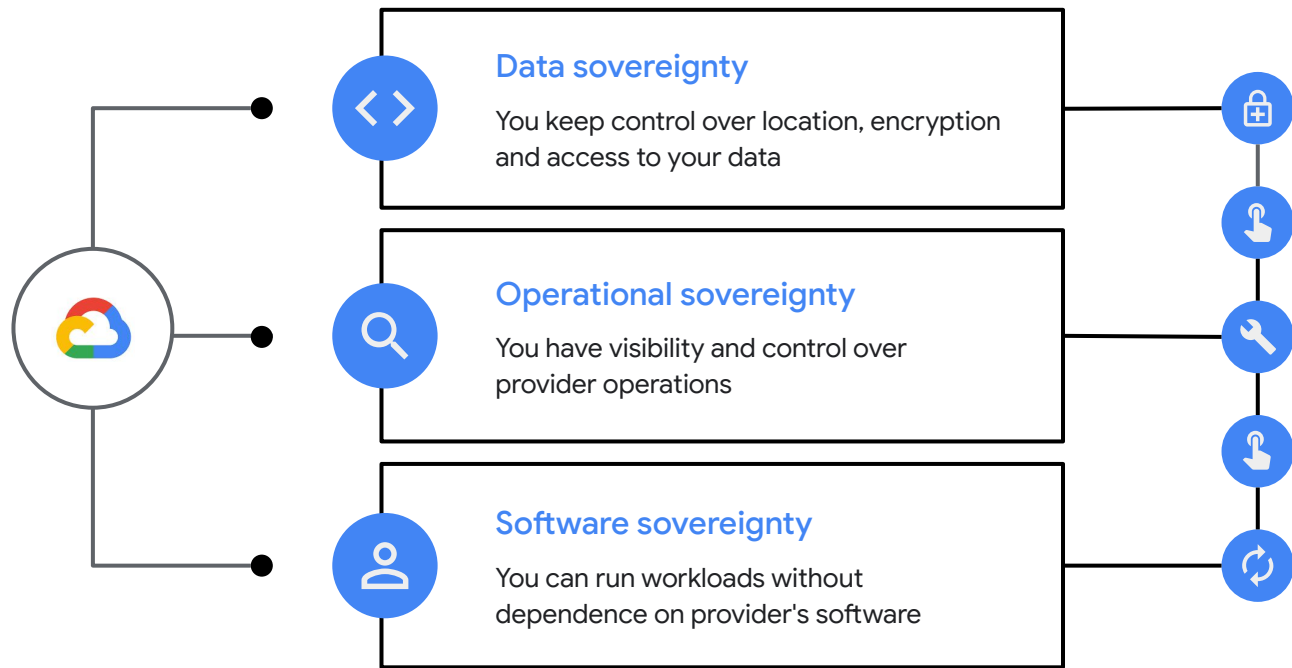 Data sovereignty
You keep control over location, encryption
and access to your data
Operational sovereignty
You have visibility and control over
provider operations
Software sovereignty
You can run workloads without
dependence on provider's software